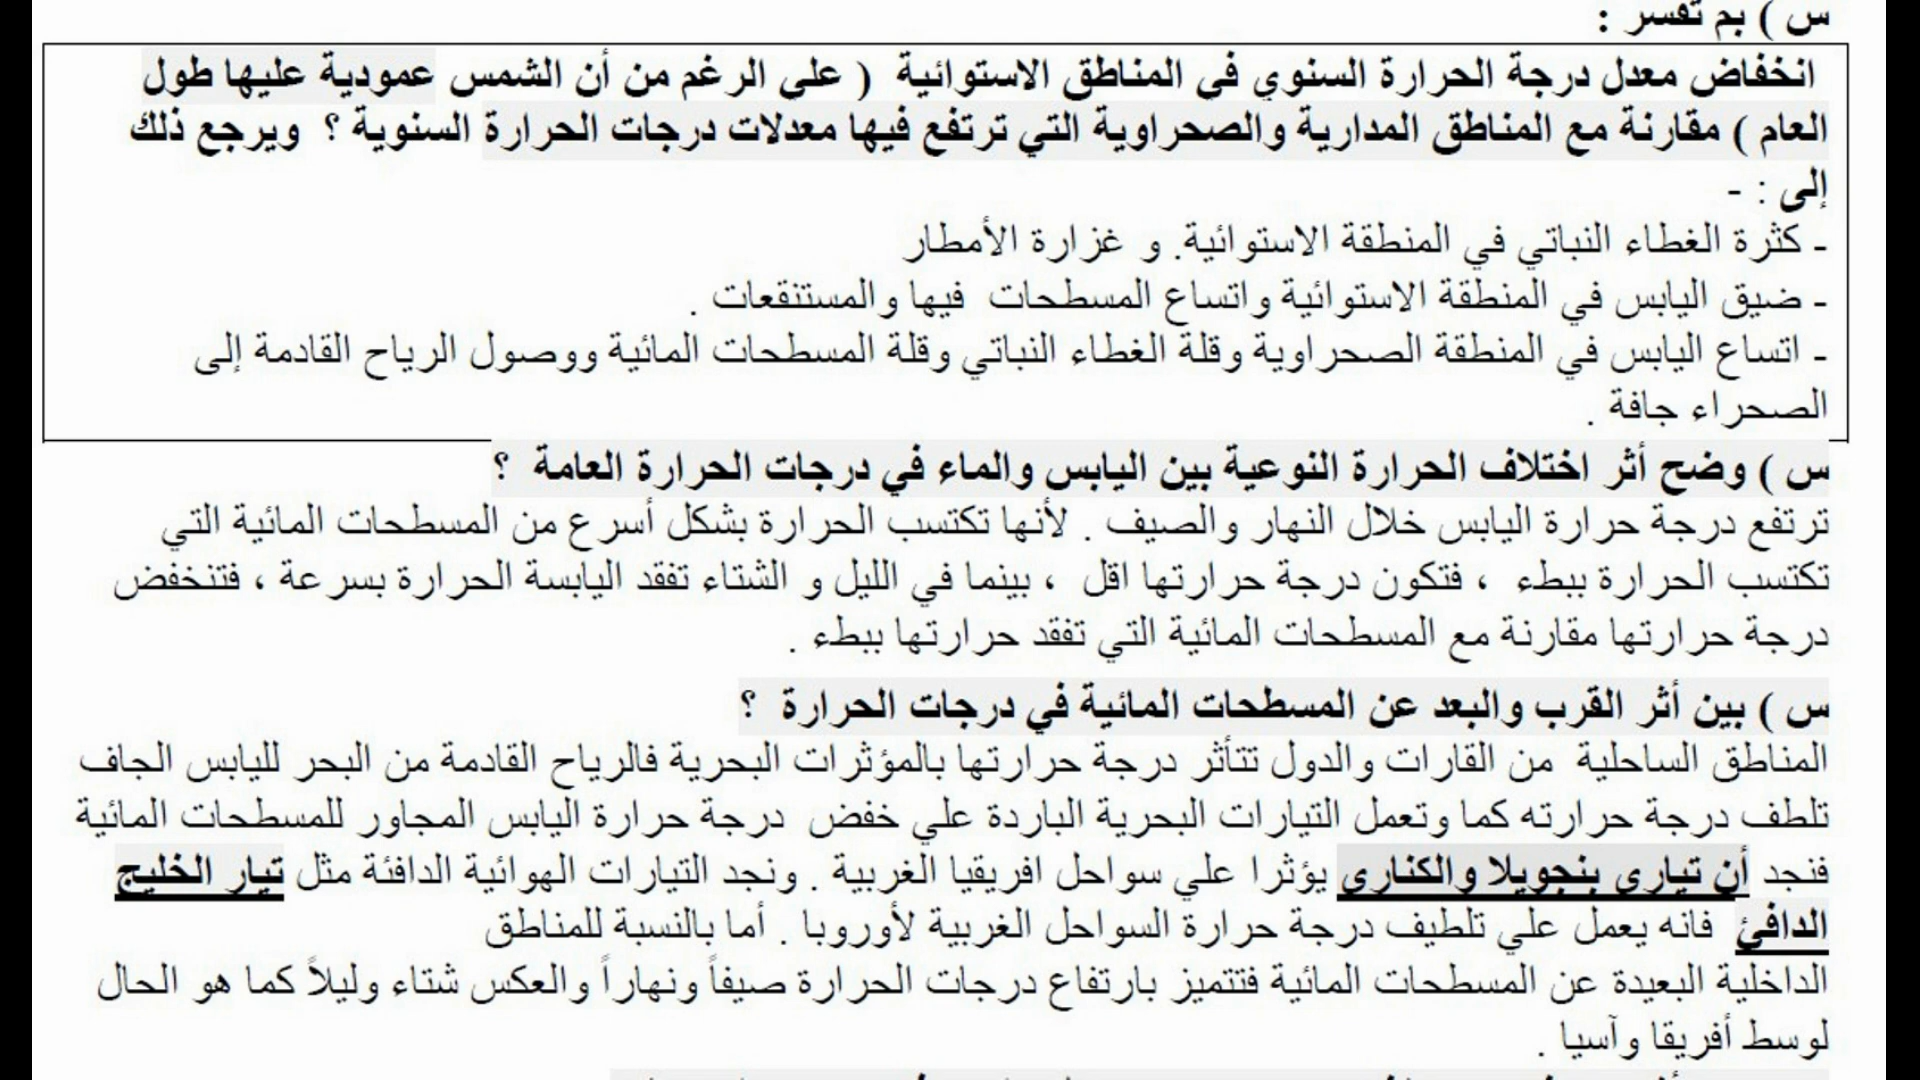 س ) بم تفسر :
انخفاض معدل درجة الحرارة السنوي في المناطق الاستوائية ( علي الرغم من أن الشمس عمودية عليها طول
العام ) مقارنة مع المناطق المدارية والصحراوية التي ترتفع فيها معدلات درجات الحرارة السنوية ؟ ويرجع ذلك
إلى : -
- كثرة الغطاء النباتي في المنطقة الاستوائية. و غزارة الأمطار
- ضيق اليابس في المنطقة الاستوائية واتساع المسطحات فيها والمستنقعات .
- اتساع اليابس في المنطقة الصحراوية وقلة الغطاء النباتي وقلة المسطحات المائية ووصول الرياح القادمة إلى
الصحراء جافة .
س ) وضح أثر اختلاف الحرارة النوعية بين اليابس والماء في درجات الحرارة العامة ؟
ترتفع درجة حرارة اليابس خلال النهار والصيف . لأنها تكتسب الحرارة بشكل أسرع من المسطحات المائية التي
تكتسب الحرارة ببطء ، فتكون درجة حرارتها اقل ، بينما في الليل و الشتاء تفقد اليابسة الحرارة بسرعة ، فتنخفض
درجة حرارتها مقارنة مع المسطحات المائية التي تفقد حرارتها ببطء .
س ) بين أثر القرب والبعد عن المسطحات المائية في درجات الحرارة ؟
المناطق الساحلية من القارات والدول تتأثر درجة حرارتها بالمؤثرات البحرية فالرياح القادمة من البحر لليابس الجاف
تلطف درجة حرارته كما وتعمل التيارات البحرية الباردة علي خفض درجة حرارة اليابس المجاور للمسطحات المائية
فنجد أن تياري بنجويلا والكناري يؤثرا علي سواحل افريقيا الغربية . ونجد التيارات الهوائية الدافئة مثل تيار الخليج
الدافئ فانه يعمل علي تلطيف درجة حرارة السواحل الغربية لأوروبا . أما بالنسبة للمناطق
الداخلية البعيدة عن المسطحات المائية فتتميز بارتفاع درجات الحرارة صيفاً ونهاراً والعكس شتاء وليلاً كما هو الحال
لوسط أفريقا وآسيا .